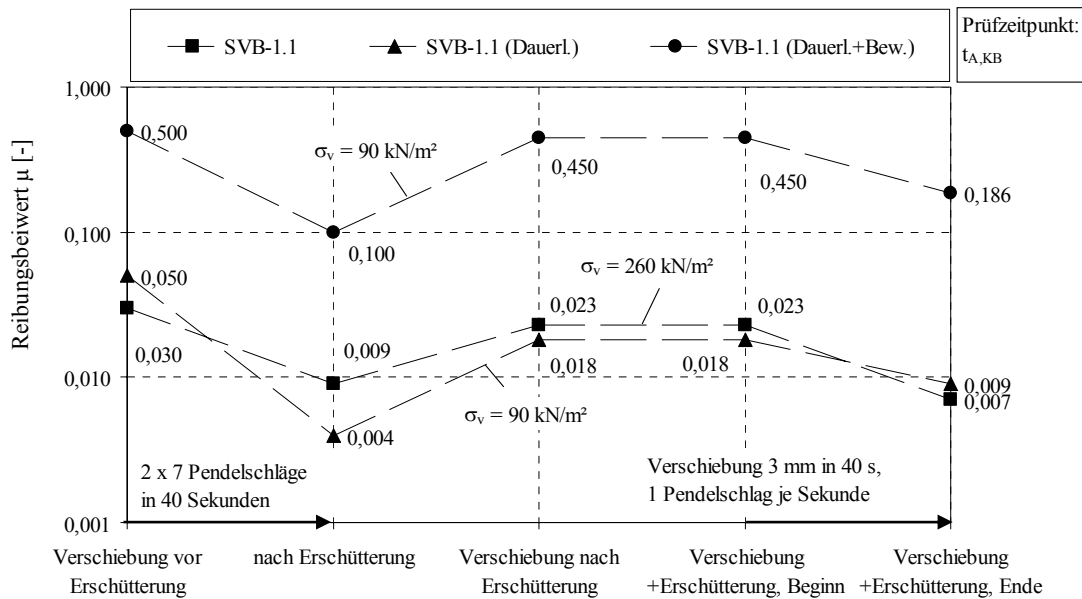 SVB-1.1
SVB-1.1 (Dauerl.)
SVB-1.1 (Dauerl.+Bew.)
Prüfzeitpunkt:
t_A,KB
Reibungsbeiwert µ [-]
1,000
0,100
0,010
0,001
0,500
0,100
0,450
0,450
0,186
σᵥ = 90 kN/m²
0,050
0,030
0,009
0,004
σᵥ = 260 kN/m²
0,023
0,023
0,018
0,018
0,009
0,007
σᵥ = 90 kN/m²
2 x 7 Pendelschläge
in 40 Sekunden
Verschiebung 3 mm in 40 s,
1 Pendelschlag je Sekunde
Verschiebung vor
Erschütterung
nach Erschütterung
Verschiebung nach
Erschütterung
Verschiebung
+Erschütterung, Beginn
Verschiebung
+Erschütterung, Ende